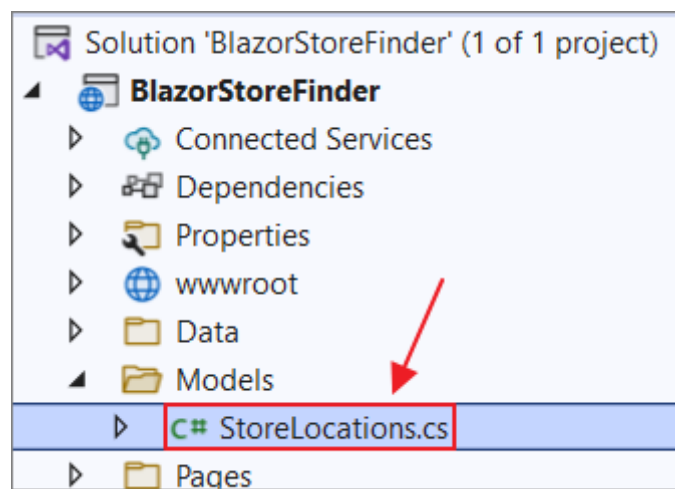 Solution 'BlazorStoreFinder' (1 of 1 project)
BlazorStoreFinder
Connected Services
Dependencies
Properties
wwwroot
Data
Models
C# StoreLocations.cs
Pages